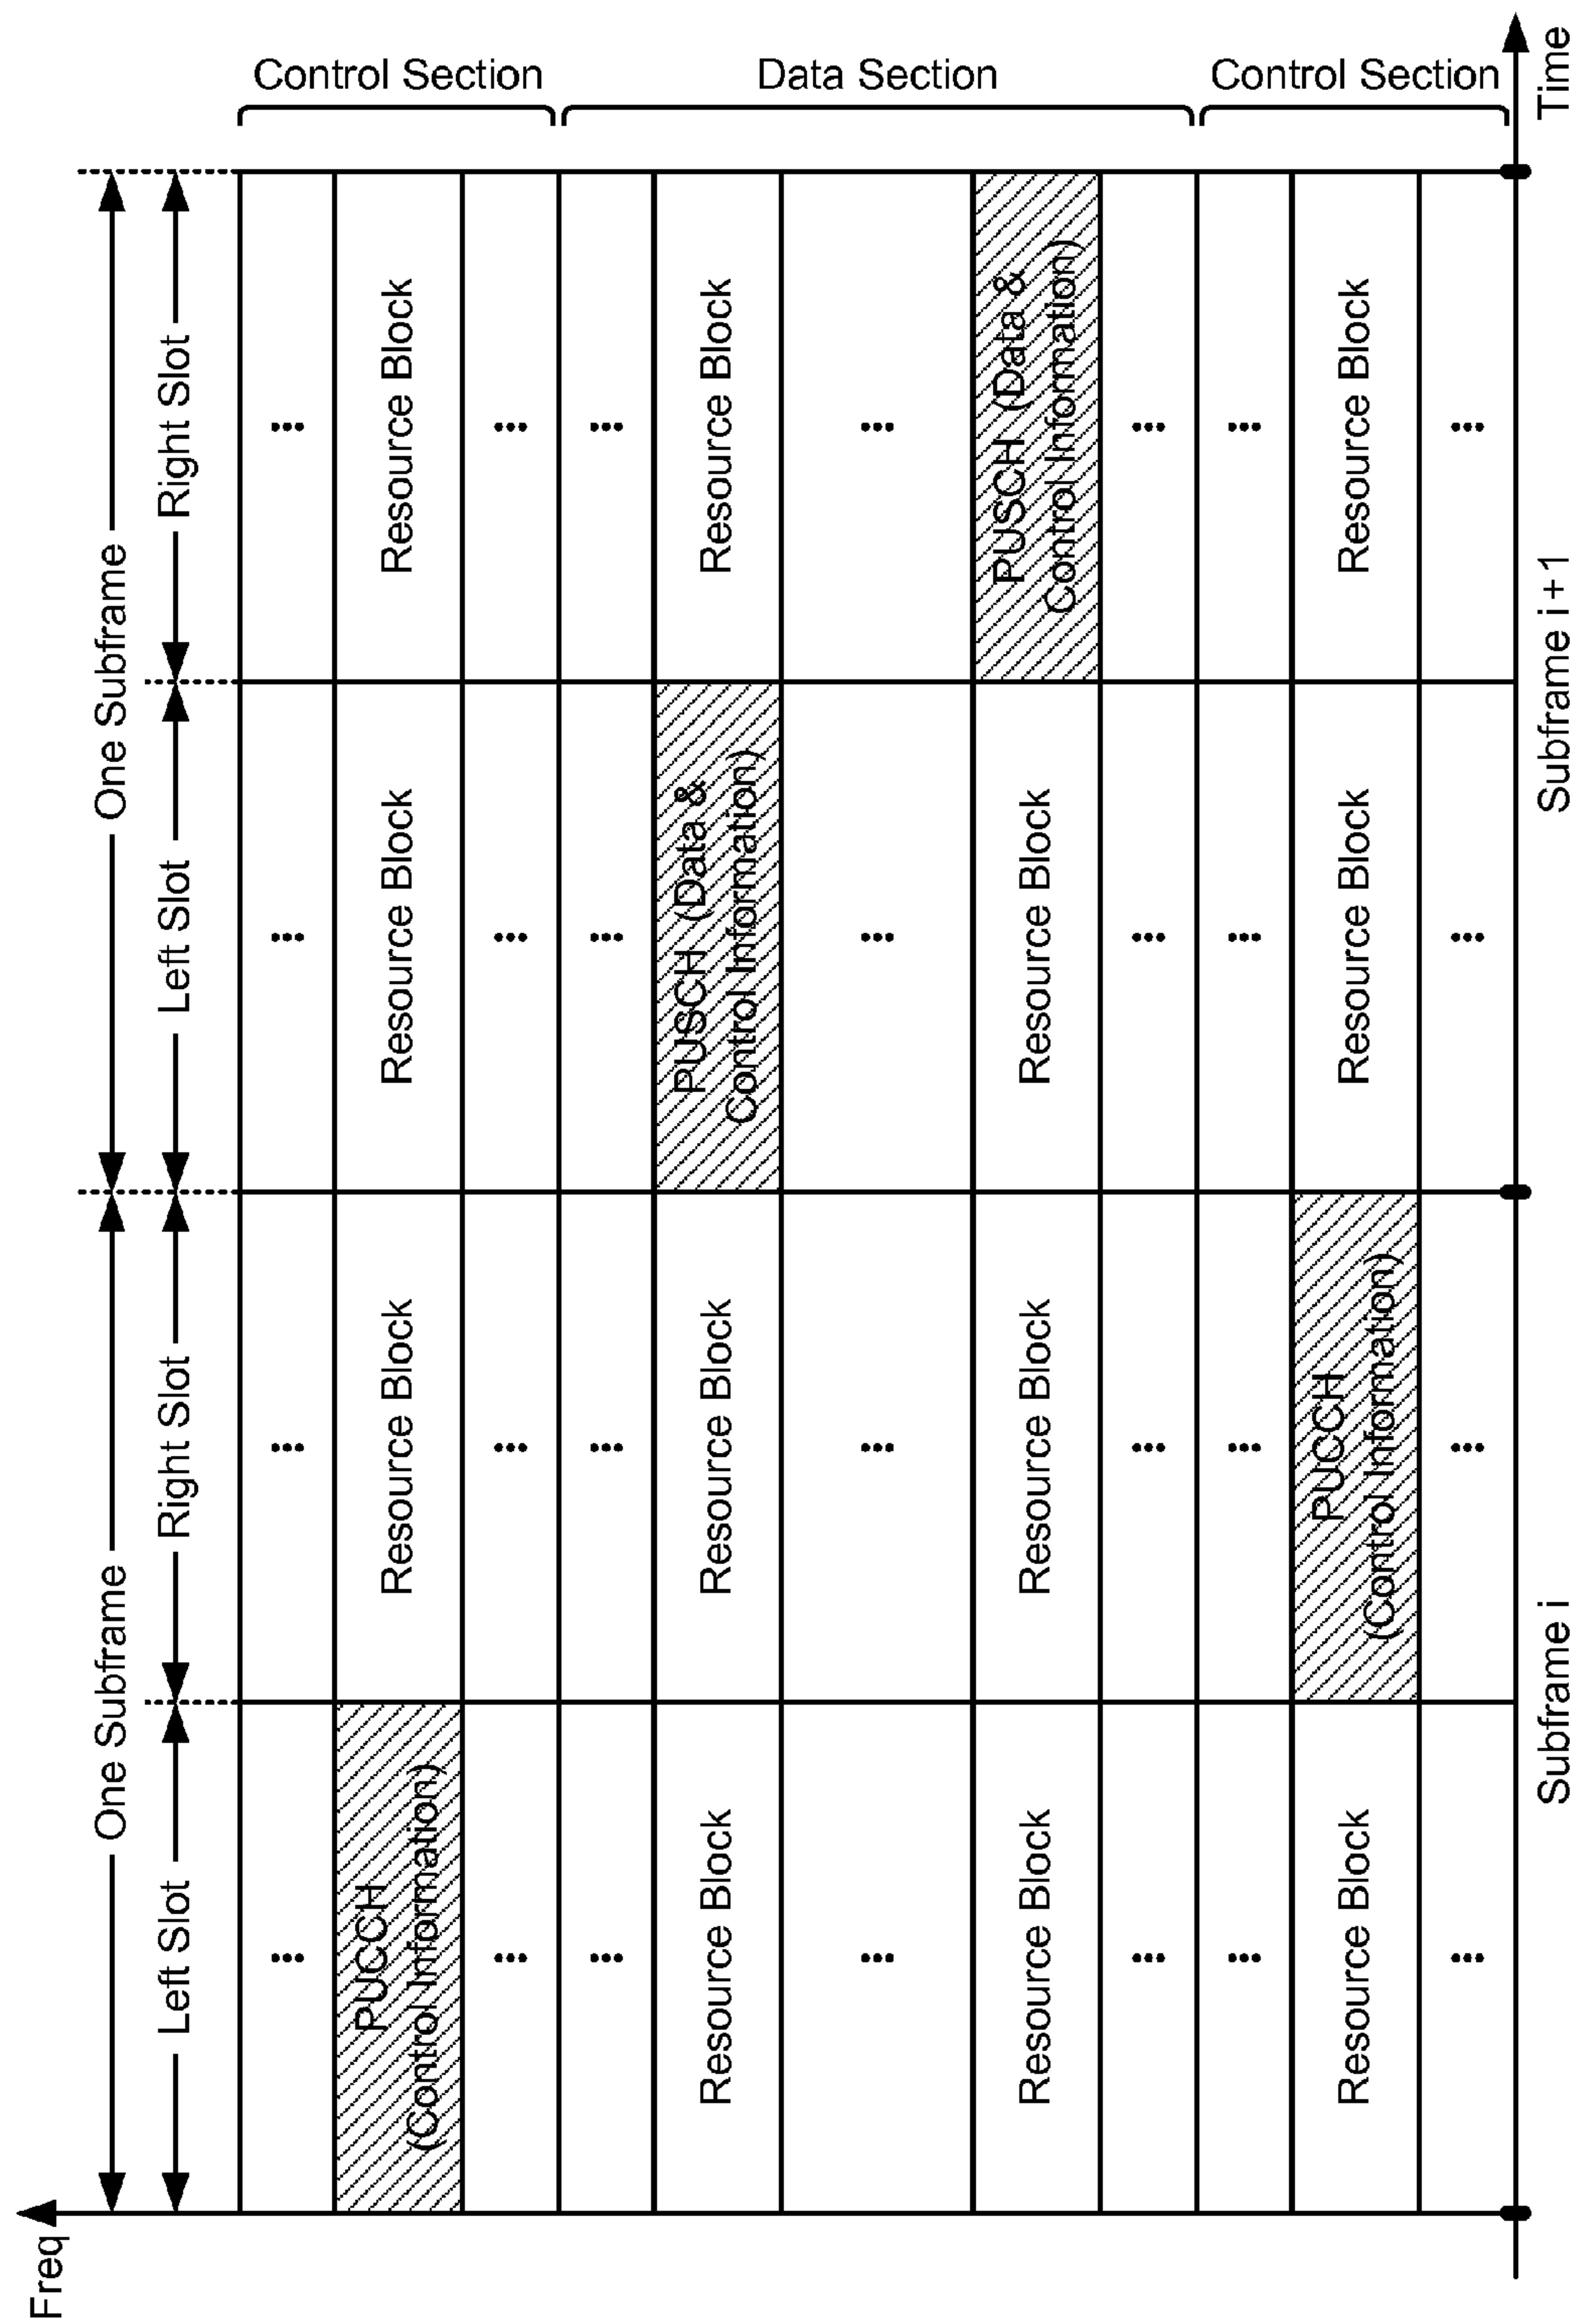 Freq
One Subframe
One Subframe
Left Slot
Right Slot
Left Slot
Right Slot
...
...
...
...
Control Section
PUCCH
(Control Information)
Resource Block
Resource Block
Resource Block
...
...
...
...
...
...
...
...
Data Section
Resource Block
Resource Block
PUSCH (Data &
Control Information)
Resource Block
...
...
...
...
Resource Block
Resource Block
Resource Block
PUSCH (Data &
Control Information)
...
...
...
...
...
...
...
...
Control Section
Resource Block
PUCCH
(Control Information)
Resource Block
Resource Block
...
...
...
...
Subframe i
Subframe i + 1
Time